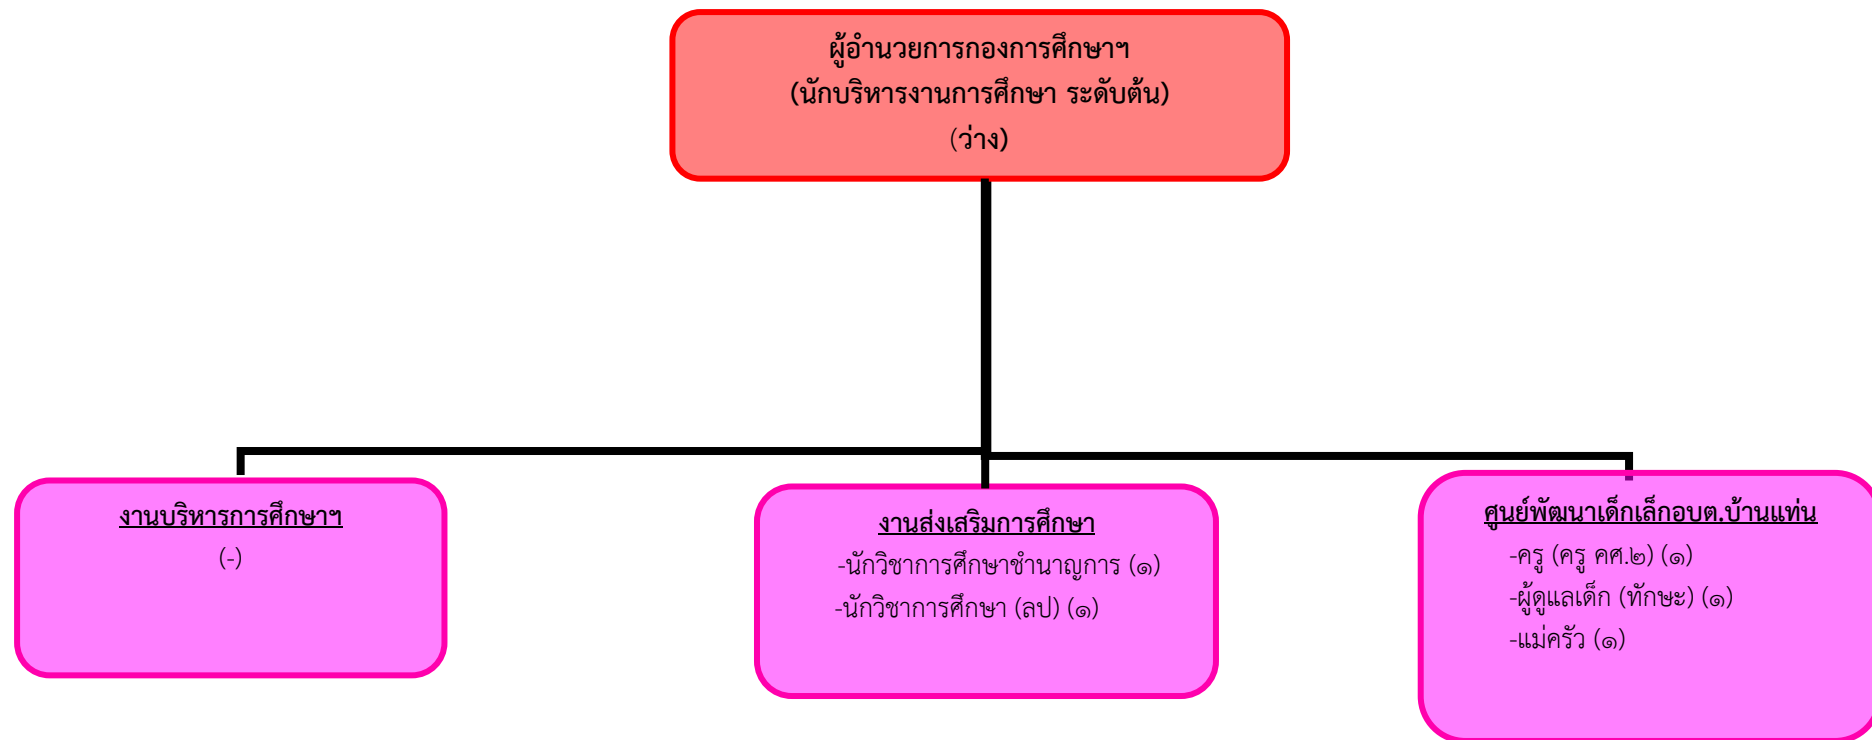 ผู้อำนวยการกองการศึกษาฯ
(นักบริหารงานการศึกษา ระดับต้น)
(ว่าง)
งานบริหารการศึกษาฯ
(-)
งานส่งเสริมการศึกษา
-นักวิชาการศึกษาชำนาญการ (๑)
-นักวิชาการศึกษา (ลป) (๑)
ศูนย์พัฒนาเด็กเล็กอบต.บ้านแท่น
-ครู (ครู คศ.๒) (๑)
-ผู้ดูแลเด็ก (ทักษะ) (๑)
-แม่ครัว (๑)